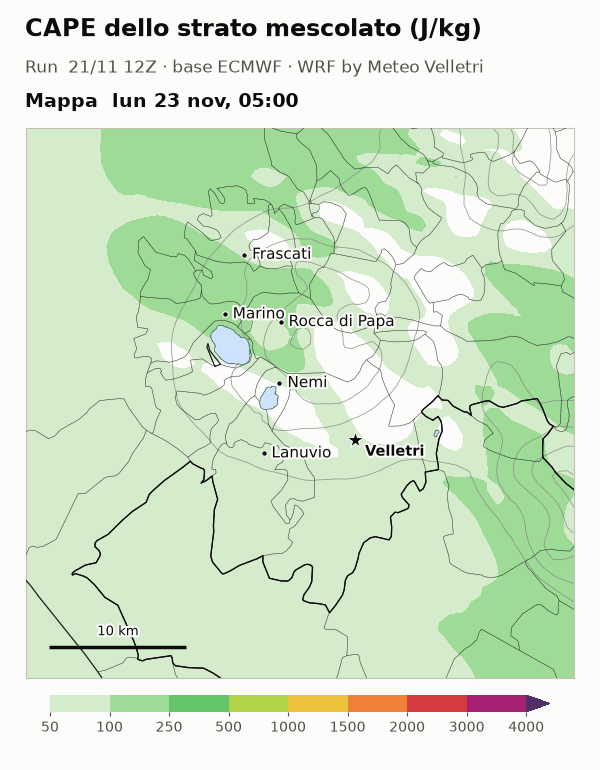 CAPE dello strato mescolato (J/kg)
Run  21/11 12Z · base ECMWF · WRF by Meteo Velletri
Mappa  lun 23 nov, 05:00
Frascati
Marino
Rocca di Papa
Nemi
Lanuvio
Velletri
10 km
50 100 250 500 1000 1500 2000 3000 4000